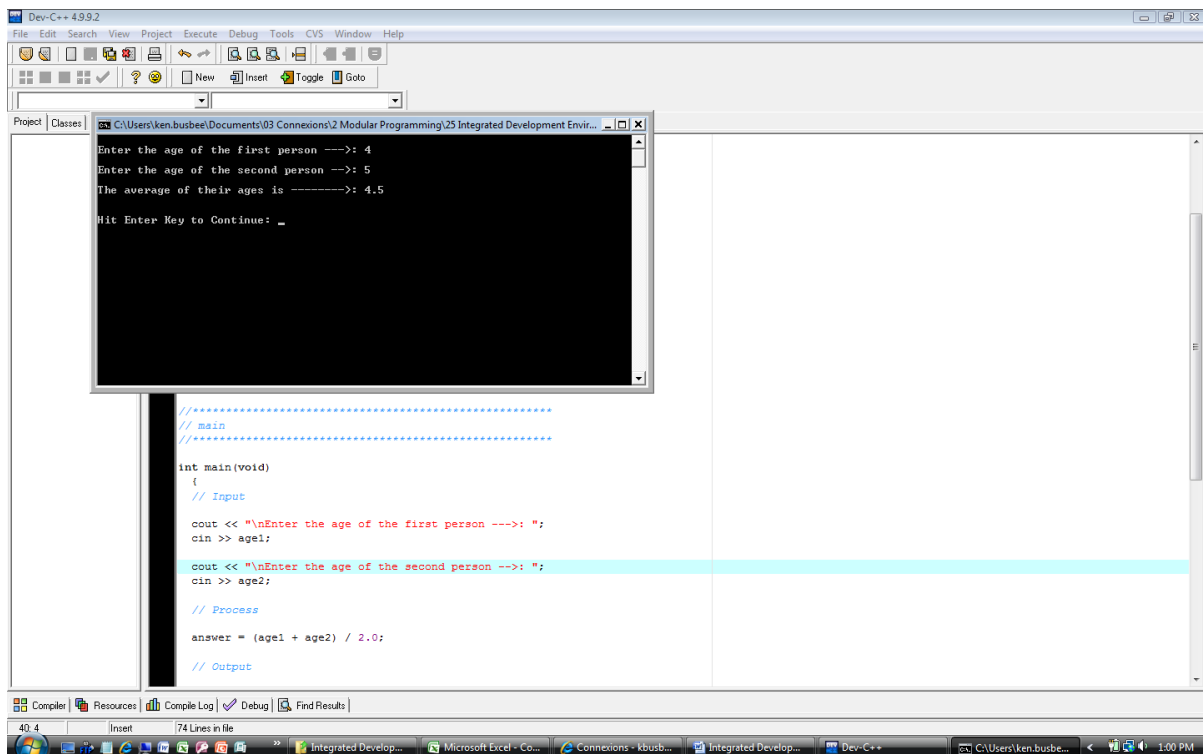 Dev-C++ 4.9.9.2
File Edit Search View Project Execute Debug Tools CVS Window Help
New Insert Toggle Goto
Project Classes
C:\Users\ken.busbee\Documents\03 Connexions\2 Modular Programming\25 Integrated Development Envir...
Enter the age of the first person --->: 4
Enter the age of the second person -->: 5
The average of their ages is -------->: 4.5
Hit Enter Key to Continue: _
//******************************************************
// main
//******************************************************
int main(void)
{
// Input
cout << "\nEnter the age of the first person --->: ";
cin >> age1;
cout << "\nEnter the age of the second person -->: ";
cin >> age2;
// Process
answer = (age1 + age2) / 2.0;
// Output
Compiler Resources Compile Log Debug Find Results
40: 4 Insert 74 Lines in file
Integrated Develop... Microsoft Excel - Co... Connexions - kbusb... Integrated Develop... Dev-C++ C:\Users\ken.busbe... 1:00 PM